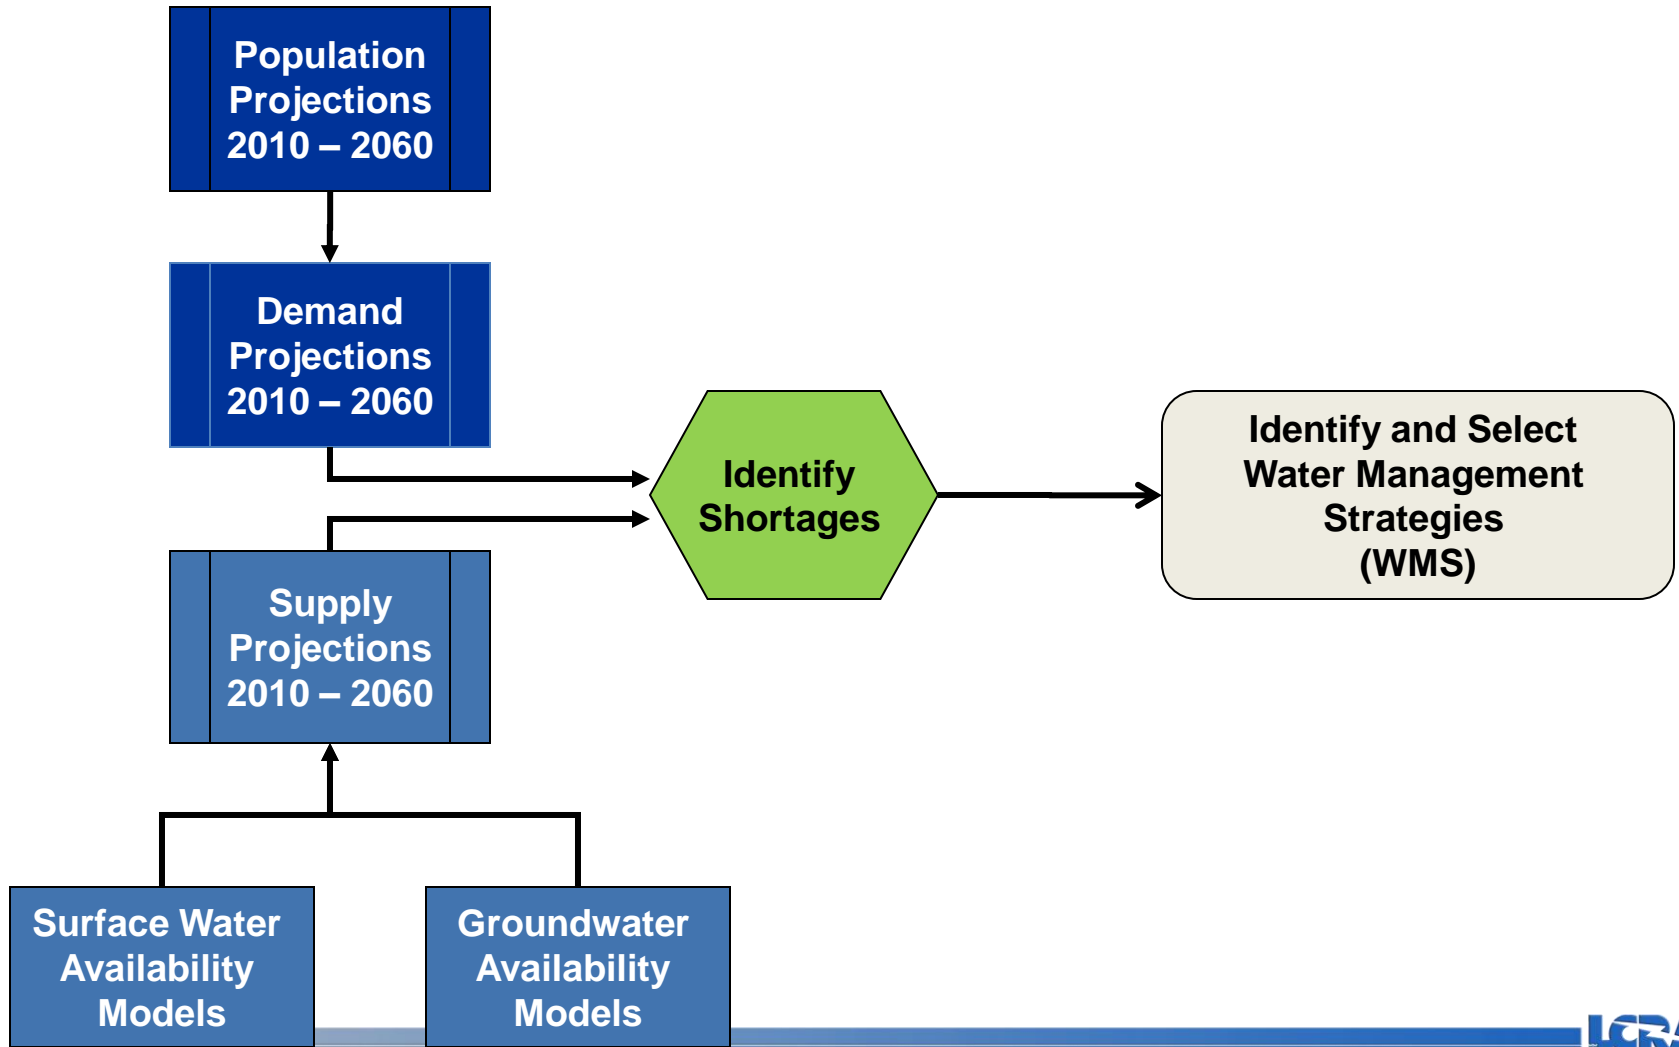 Population
Projections
2010 – 2060
Demand
Projections
2010 – 2060
Identify
Shortages
Identify and Select
Water Management
Strategies
(WMS)
Supply
Projections
2010 – 2060
Surface Water
Availability
Models
Groundwater
Availability
Models
LCRA